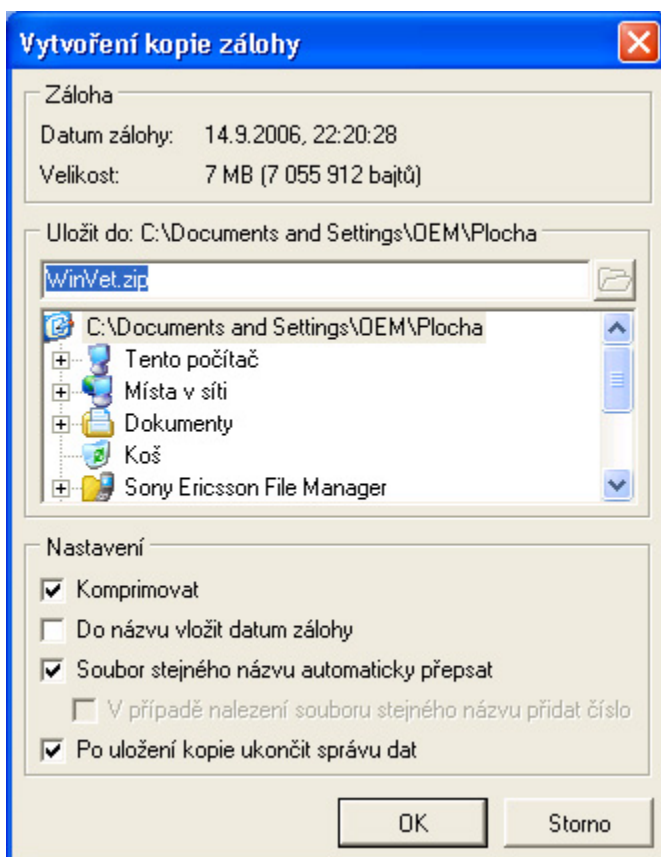 Vytvoření kopie zálohy
Záloha
Datum zálohy: 14.9.2006, 22:20:28
Velikost: 7 MB (7 055 912 bajtů)
Uložit do: C:\Documents and Settings\OEM\Plocha
WinVet.zip
C:\Documents and Settings\OEM\Plocha
Tento počítač
Místa v síti
Dokumenty
Koš
Sony Ericsson File Manager
Nastavení
Komprimovat
Do názvu vložit datum zálohy
Soubor stejného názvu automaticky přepsat
V případě nalezení souboru stejného názvu přidat číslo
Po uložení kopie ukončit správu dat
OK Storno